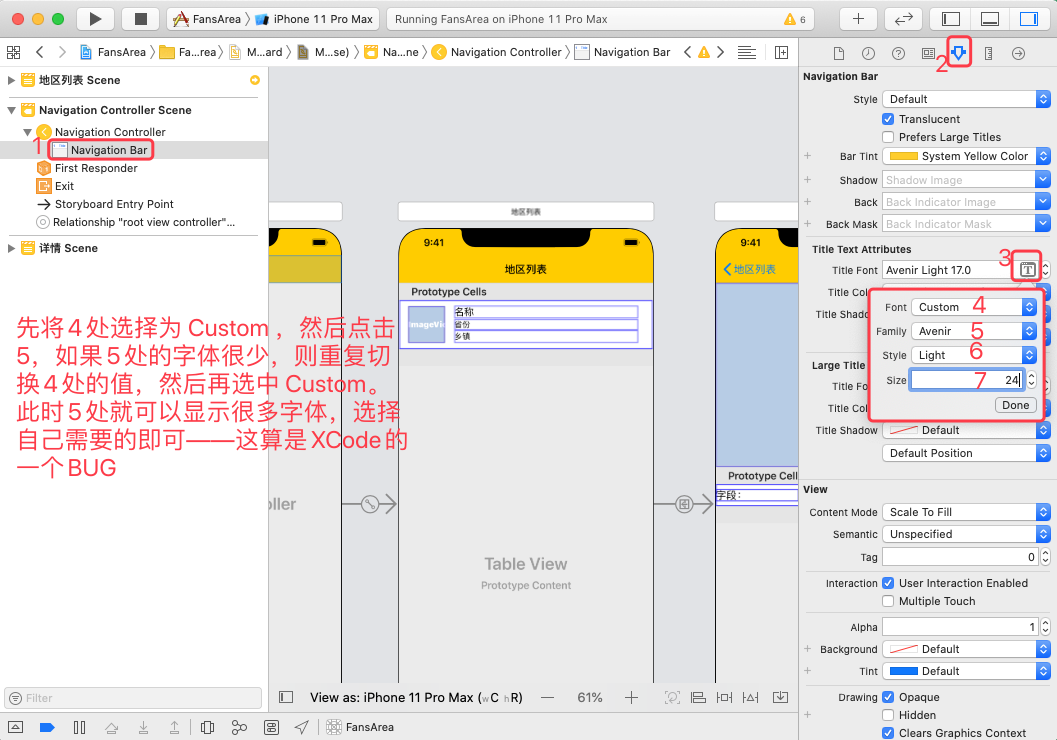 FansArea
iPhone 11 Pro Max
Running FansArea on iPhone 11 Pro Max
6
FansArea
Fa...rea
M...ard
M...se)
Na...ne
Navigation Controller
Navigation Bar
2
地区列表 Scene
Navigation Controller Scene
Navigation Controller
1
Navigation Bar
First Responder
Exit
Storyboard Entry Point
Relationship "root view controller"...
详情 Scene
先将4处选择为 Custom ，然后点击
5，如果5处的字体很少，则重复切
换4处的值，然后再选中 Custom。
此时5处就可以显示很多字体，选择
自己需要的即可——这算是XCode的
一个BUG
Filter
地区列表
9:41
地区列表
Prototype Cells
ImageVi
名称
省份
乡镇
Table View
Prototype Content
oller
9:41
地区列表
Prototype Cell
字段：
View as: iPhone 11 Pro Max (wC hR)
61%
FansArea
Navigation Bar
Style
Default
Translucent
Prefers Large Titles
Bar Tint
System Yellow Color
Shadow
Shadow Image
Back
Back Indicator Image
Back Mask
Back Indicator Mask
Title Text Attributes
3
Title Font
Avenir Light 17.0
Title Col
Title Shado
Font
Custom
4
Family
Avenir
5
Style
Light
6
Size
24
7
Done
Large Title
Title Fo
Title Col
Title Shadow
Default
Default Position
View
Content Mode
Scale To Fill
Semantic
Unspecified
Tag
0
Interaction
User Interaction Enabled
Multiple Touch
Alpha
1
Background
Default
Tint
Default
Drawing
Opaque
Hidden
Clears Graphics Context